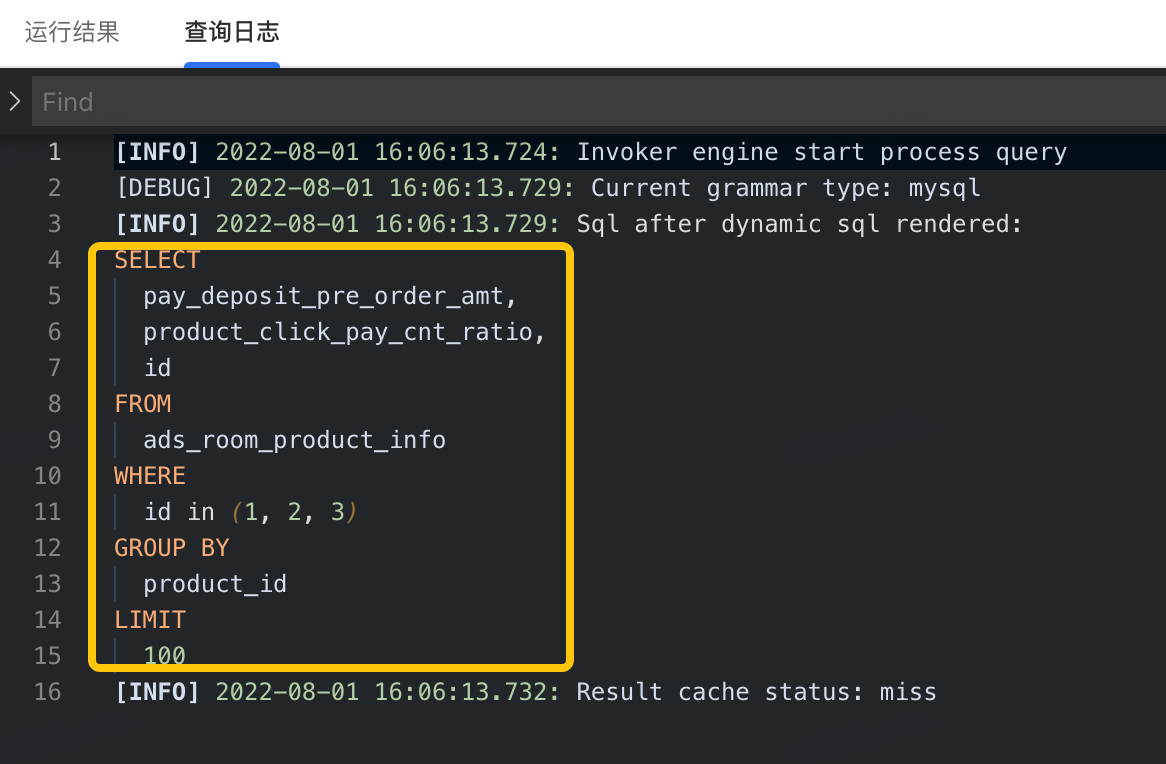 运行结果 查询日志
Find
1 [INFO] 2022-08-01 16:06:13.724: Invoker engine start process query
2 [DEBUG] 2022-08-01 16:06:13.729: Current grammar type: mysql
3 [INFO] 2022-08-01 16:06:13.729: Sql after dynamic sql rendered:
4 SELECT
5 pay_deposit_pre_order_amt,
6 product_click_pay_cnt_ratio,
7 id
8 FROM
9 ads_room_product_info
10 WHERE
11 id in (1, 2, 3)
12 GROUP BY
13 product_id
14 LIMIT
15 100
16 [INFO] 2022-08-01 16:06:13.732: Result cache status: miss